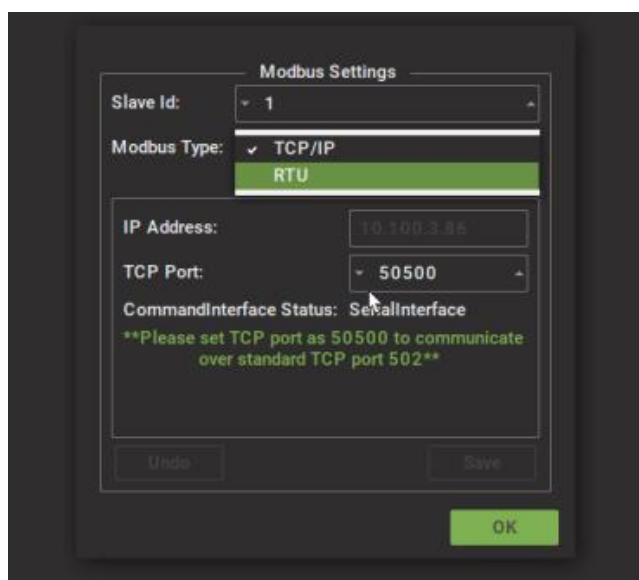 Modbus Settings
Slave Id: 1
Modbus Type:
TCP/IP
RTU
IP Address: 10.100.3.86
TCP Port: 50500
CommandInterface Status: SerialInterface
**Please set TCP port as 50500 to communicate
over standard TCP port 502**
Undo Save
OK